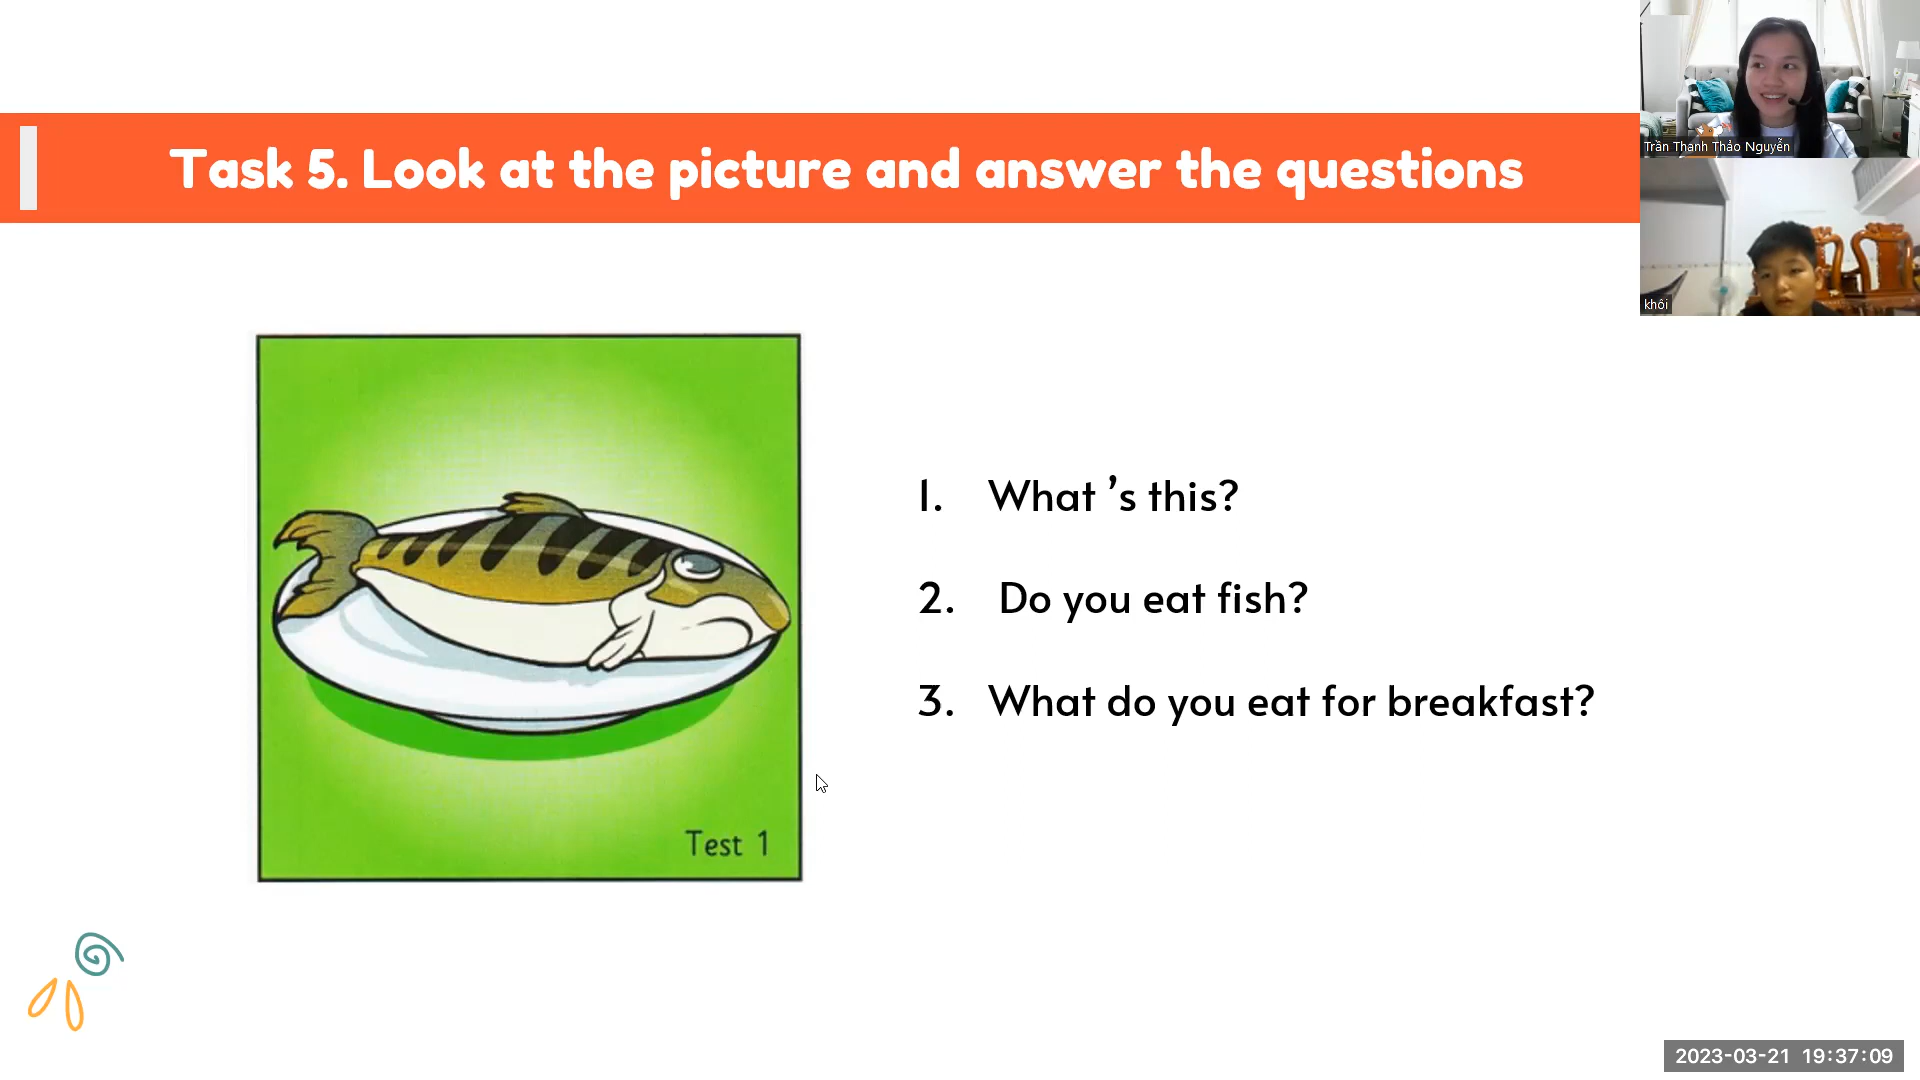 Task 5. Look at the picture and answer the questions
Trần Thanh Thảo Nguyễn
khôi
1. What ’s this?
2. Do you eat fish?
3. What do you eat for breakfast?
Test 1
2023-03-21 19:37:09